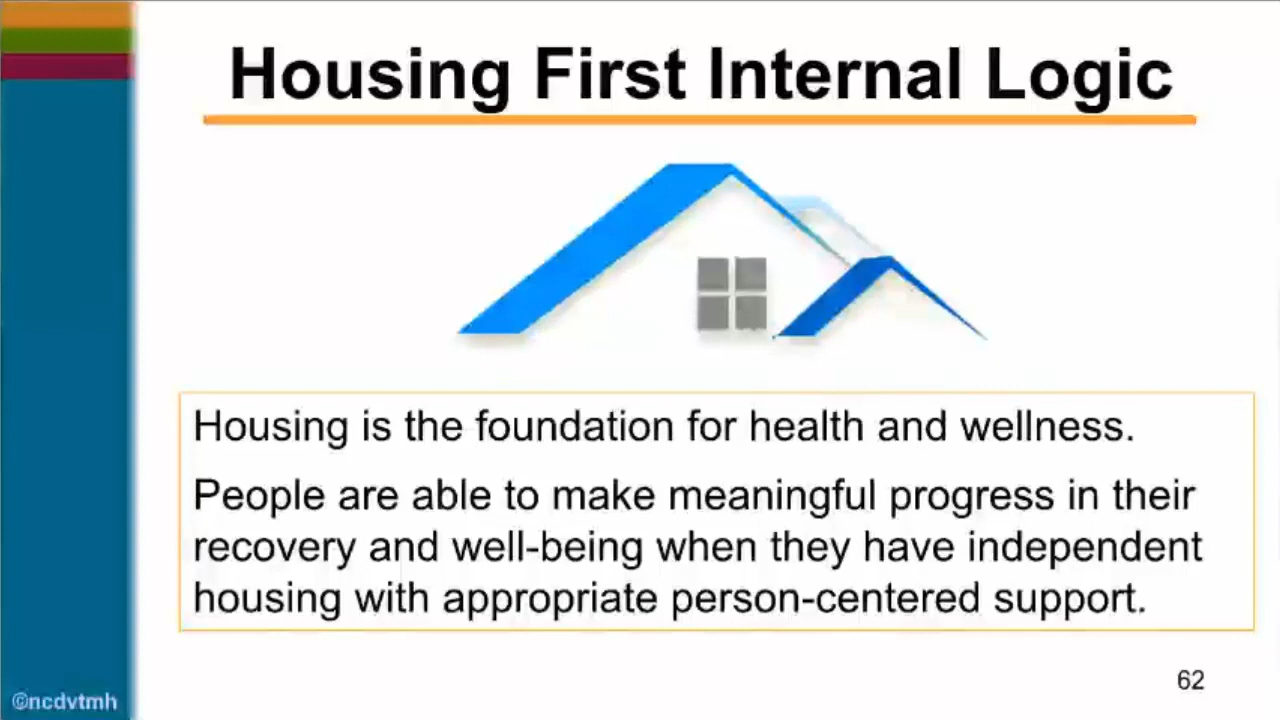 Housing First Internal Logic
Housing is the foundation for health and wellness.
People are able to make meaningful progress in their
recovery and well-being when they have independent
housing with appropriate person-centered support.
62
©ncdvtmh